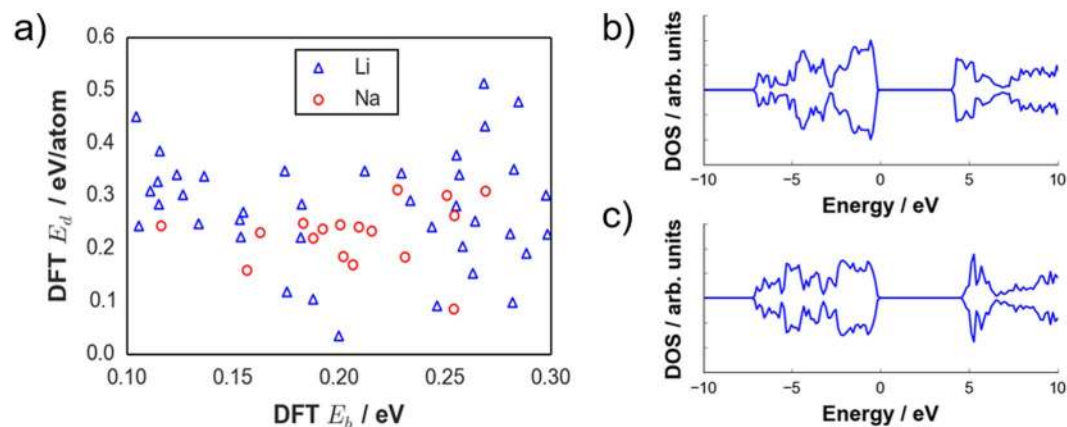 a)
0.6
0.5
0.4
0.3
0.2
0.1
0.0
DFT E_d / eV/atom
Li
Na
0.10
0.15
0.20
0.25
0.30
DFT E_b / eV
b)
DOS / arb. units
−10
−5
0
5
10
Energy / eV
c)
DOS / arb. units
−10
−5
0
5
10
Energy / eV